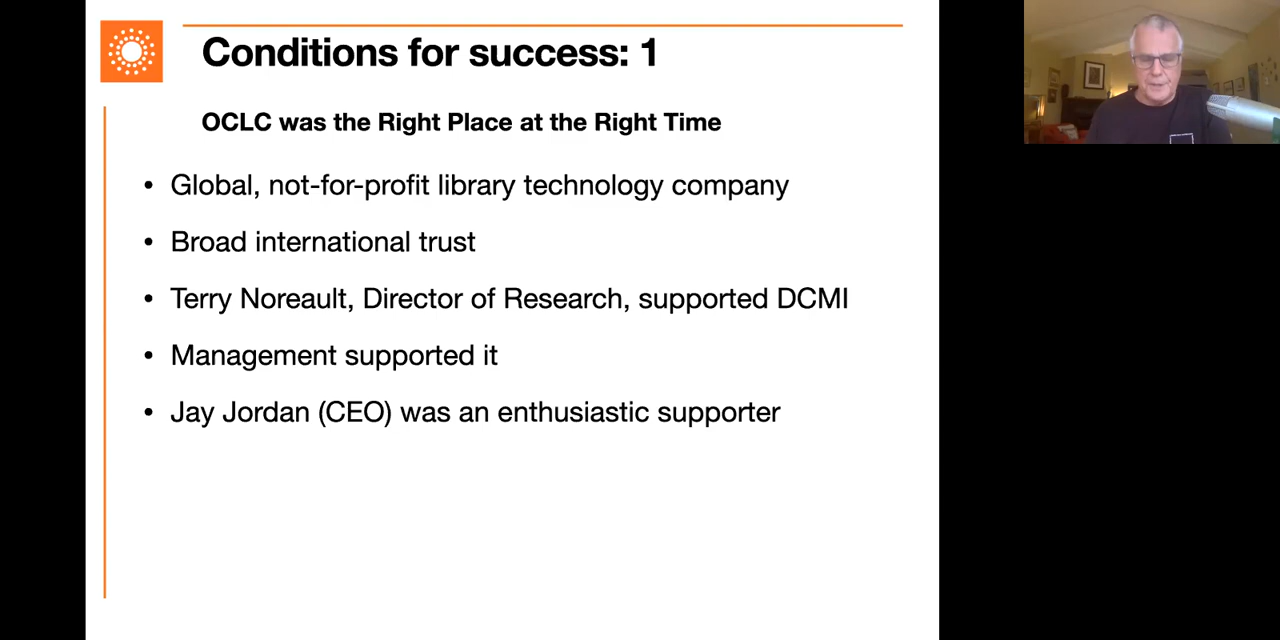 Conditions for success: 1
OCLC was the Right Place at the Right Time
• Global, not-for-profit library technology company
• Broad international trust
• Terry Noreault, Director of Research, supported DCMI
• Management supported it
• Jay Jordan (CEO) was an enthusiastic supporter